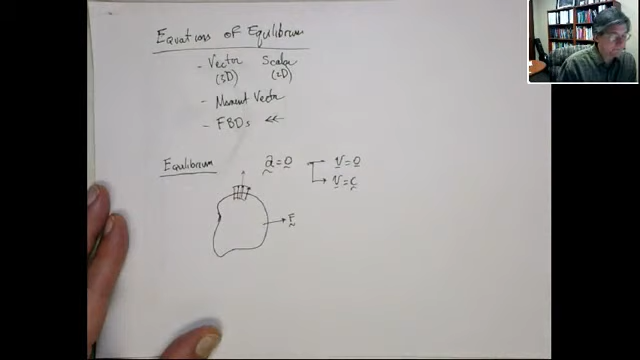 Equations of Equilibrium
- Vector Scalar
(3D) (2D)
- Moment Vector
- FBDs <<
Equilibrium a = 0 v = 0
v = c
F